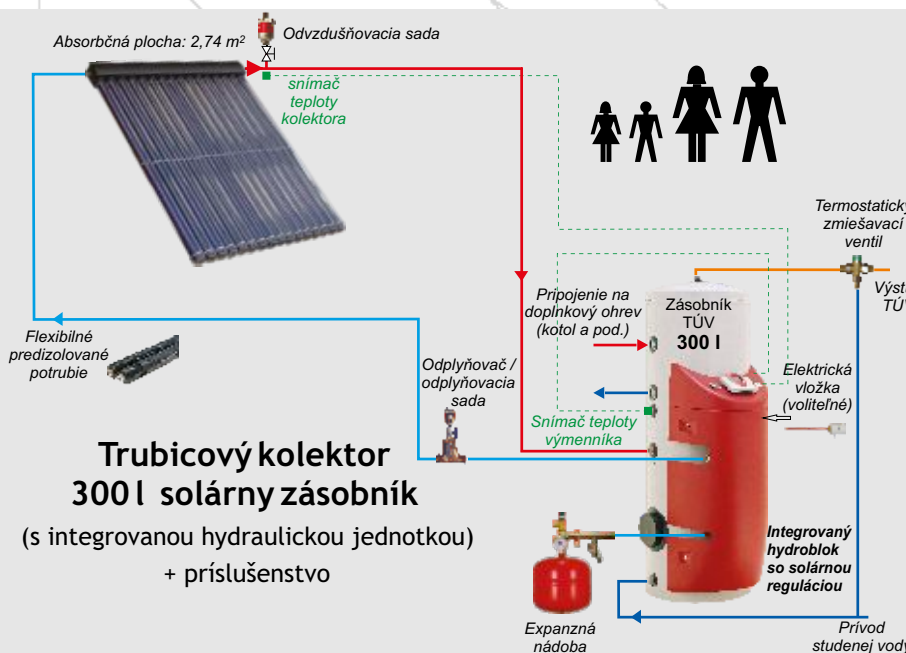 Absorbčná plocha: 2,74 m²
Odvzdušňovacia sada
snímač
teploty
kolektora
Termostatický
zmiešavací
ventil
Výstu
TÚV
Pripojenie na
doplnkový ohrev
(kotol a pod.)
Zásobník
TÚV
300 l
Flexibilné
predizolované
potrubie
Odplyňovač /
odplyňovacia
sada
Elektrická
vložka
(voliteľné)
Snímač teploty
výmenníka
Trubicový kolektor
300 l solárny zásobník
(s integrovanou hydraulickou jednotkou)
+ príslušenstvo
Integrovaný
hydroblok
so solárnou
reguláciou
Expanzná
nádoba
Prívod
studenej vody